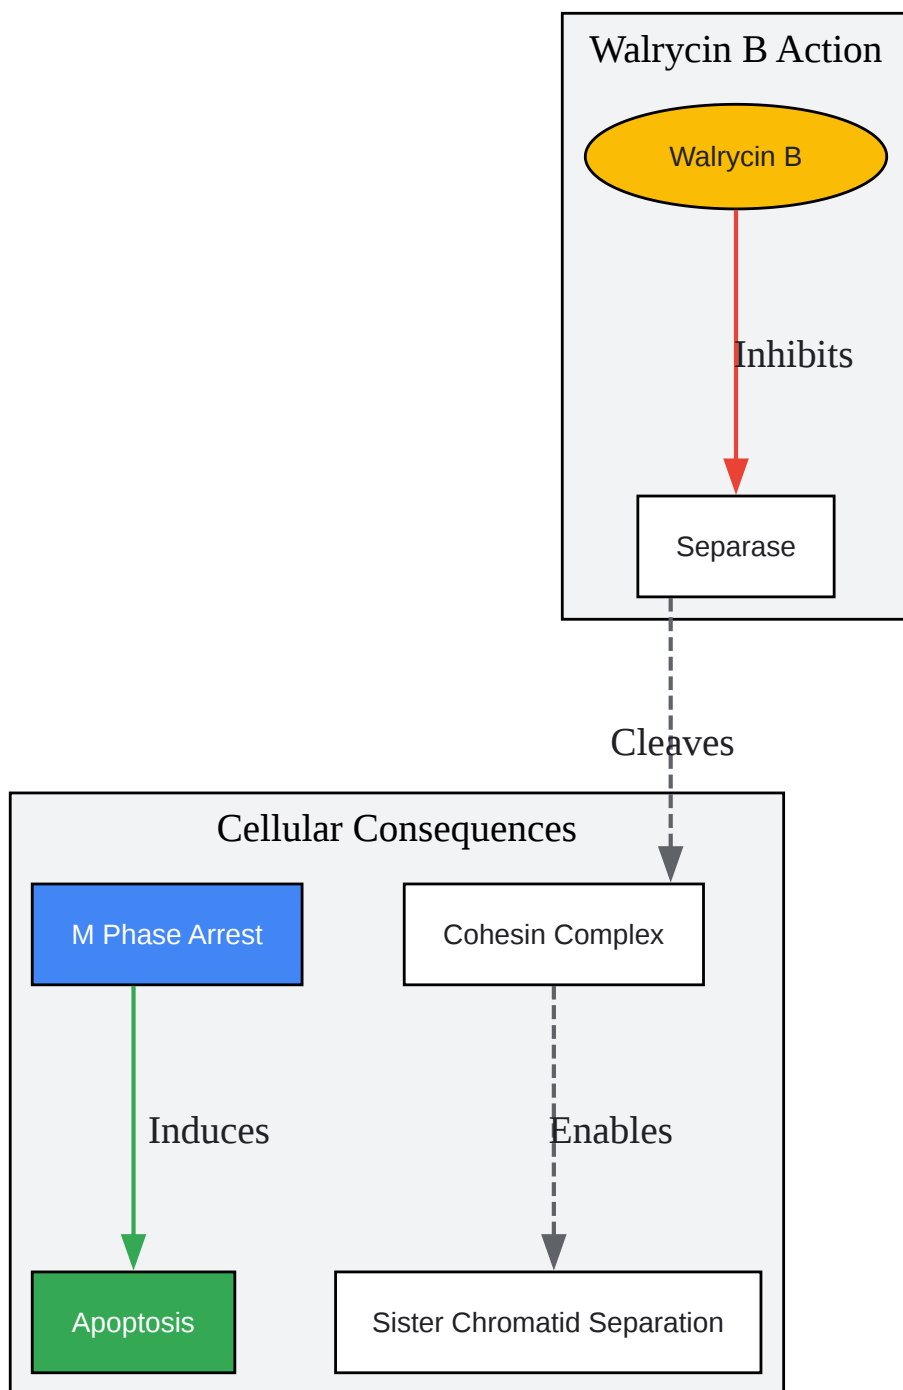 Walrycin B Action
Walrycin B
Inhibits
Separase
Cleaves
Cellular Consequences
M Phase Arrest
Cohesin Complex
Induces
Enables
Apoptosis
Sister Chromatid Separation